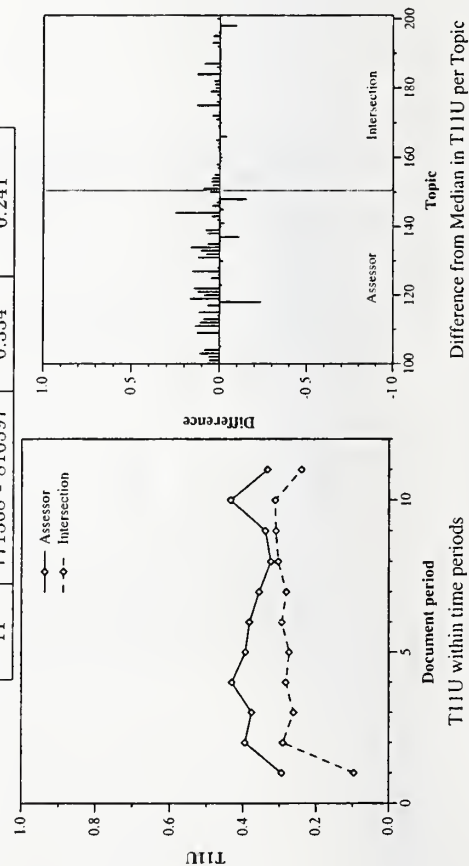 0.241
1.0
0.8
0.6
0.4
0.2
0.0
T11U
Assessor
Intersection
0
5
10
Document period
T11U within time periods
1.0
0.5
0.0
-0.5
-1
Difference
Assessor
Intersection
100
120
140
160
180
200
Topic
Difference from Median in T11U per Topic